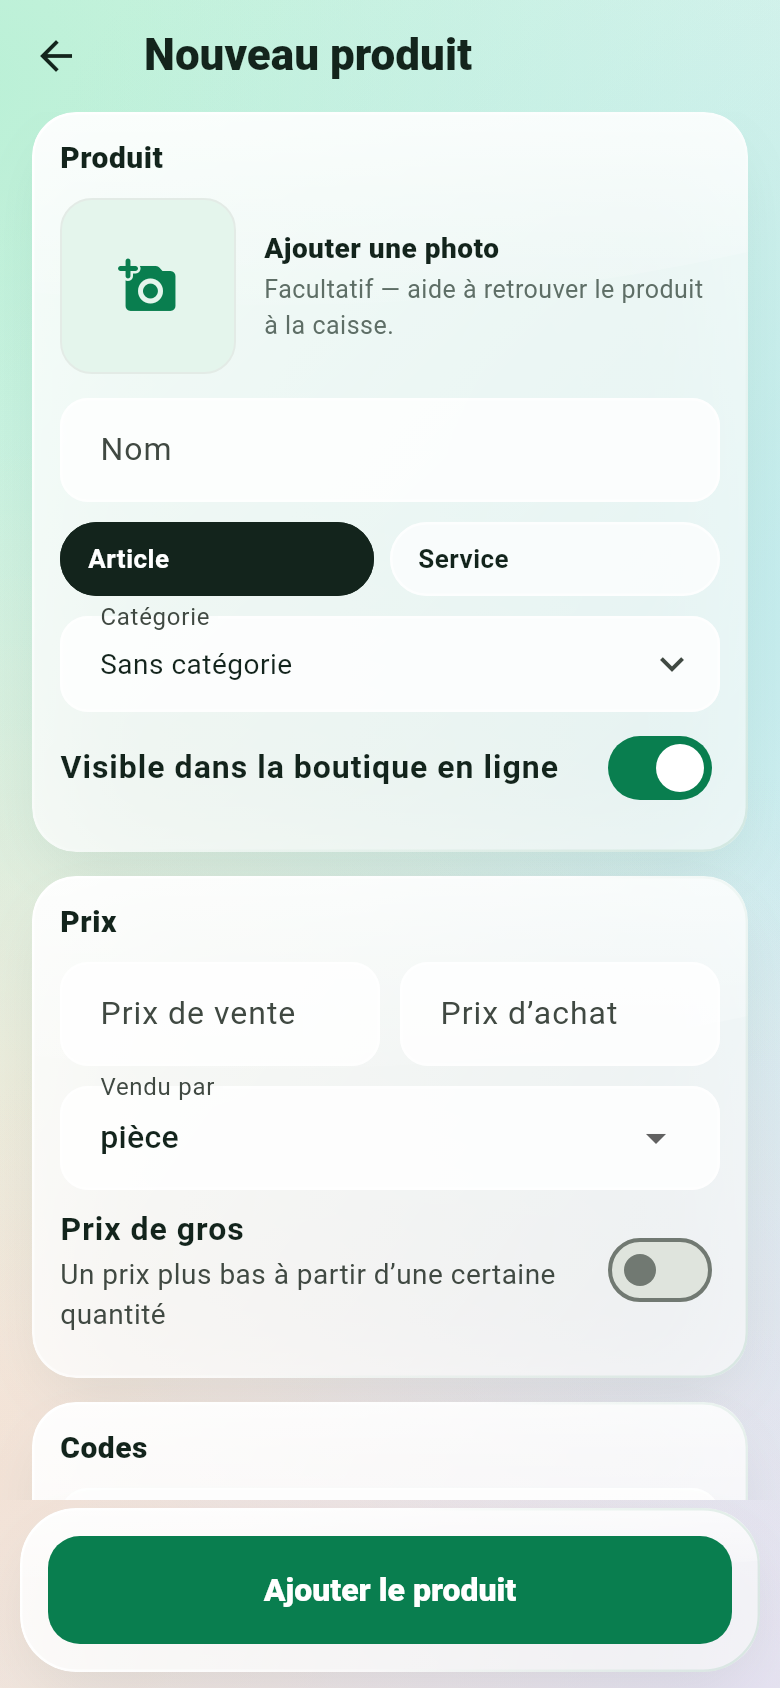 Nouveau produit
Produit
Ajouter une photo
Facultatif — aide à retrouver le produit
à la caisse.
Nom
Article
Service
Catégorie
Sans catégorie
Visible dans la boutique en ligne
Prix
Prix de vente
Prix d’achat
Vendu par
pièce
Prix de gros
Un prix plus bas à partir d’une certaine
quantité
Codes
Ajouter le produit